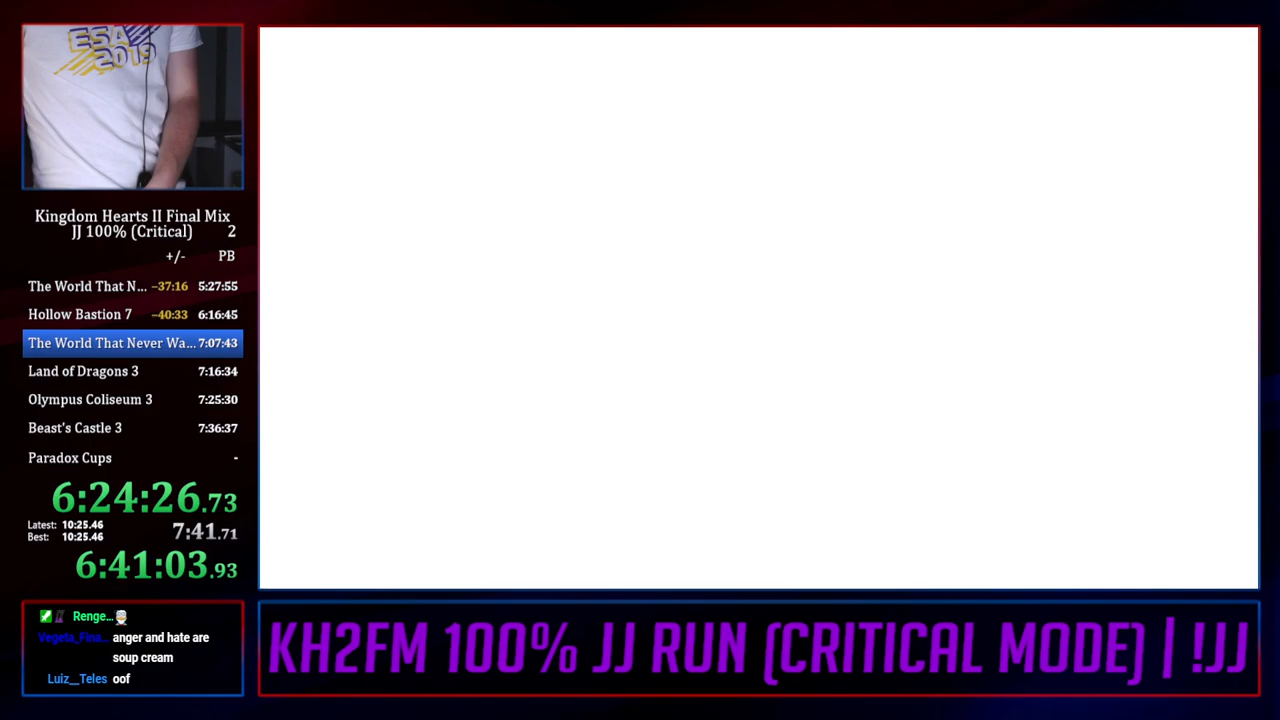 ESA
2019
Kingdom Hearts II Final Mix
JJ 100% (Critical) 2
+/- PB
The World That N... −37:16 5:27:55
Hollow Bastion 7 −40:33 6:16:45
The World That Never Wa... 7:07:43
Land of Dragons 3 7:16:34
Olympus Coliseum 3 7:25:30
Beast's Castle 3 7:36:37
Paradox Cups -
6:24:26.73
Latest: 10:25.46 7:41.71
Best: 10:25.46
6:41:03.93
Renge...
Vegeta_Fina... anger and hate are
soup cream
Luiz__Teles oof
KH2FM 100% JJ RUN (CRITICAL MODE) | !JJ